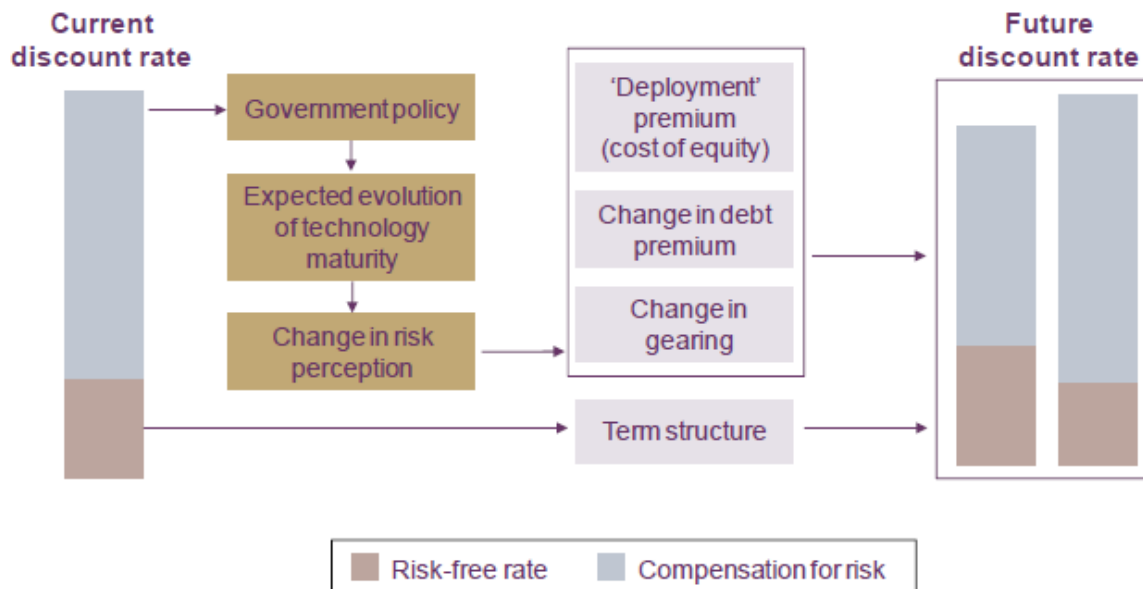 Current
discount rate
Government policy
Expected evolution
of technology
maturity
Change in risk
perception
‘Deployment’
premium
(cost of equity)
Change in debt
premium
Change in
gearing
Term structure
Future
discount rate
Risk-free rate
Compensation for risk